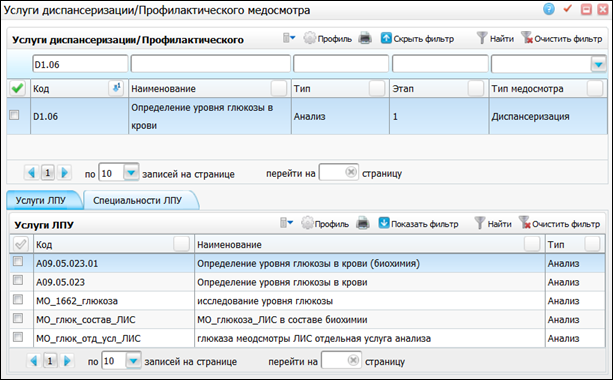 Услуги диспансеризации/Профилактического медосмотра
Услуги диспансеризации/Профилактического Профиль Скрыть фильтр Найти Очистить фильтр
D1.06
Код Наименование Тип Этап Тип медосмотра
D1.06 Определение уровня глюкозы в крови Анализ 1 Диспансеризация
1 по 10 записей на странице перейти на страницу
Услуги ЛПУ Специальности ЛПУ
Услуги ЛПУ Профиль Показать фильтр Найти Очистить фильтр
Код Наименование Тип
A09.05.023.01 Определение уровня глюкозы в крови (биохимия) Анализ
A09.05.023 Определение уровня глюкозы в крови Анализ
МО_1662_глюкоза исследование уровня глюкозы Анализ
МО_глюк_состав_ЛИС МО_глюкоза_ЛИС в составе биохимии Анализ
МО_глюк_отд_усл_ЛИС глюказа меодсмотры ЛИС отдельная услуга анализа Анализ
1 по 10 записей на странице перейти на страницу